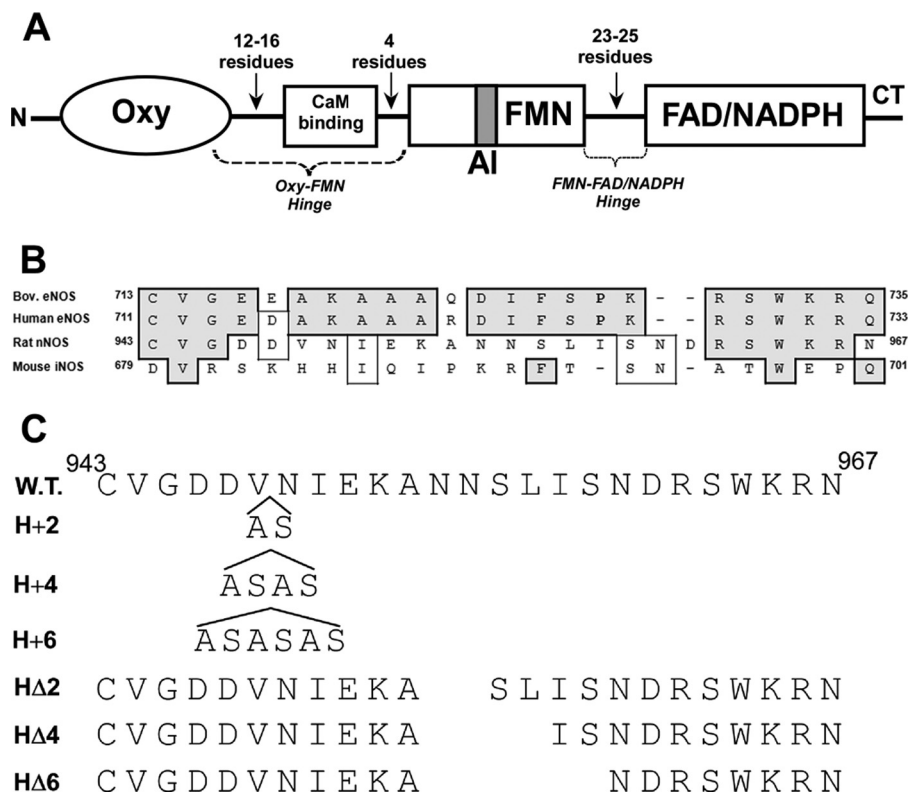 A
12-16
residues
4
residues
23-25
residues
N
Oxy
CaM
binding
FMN
FAD/NADPH
CT
AI
Oxy-FMN
Hinge
FMN-FAD/NADPH
Hinge
B
Bov. eNOS 713 C V G E E A K A A A Q D I F S P K - - R S W K R Q 735
Human eNOS 711 C V G E D A K A A A R D I F S P K - - R S W K R Q 733
Rat nNOS 943 C V G D D V N I E K A N N S L I S N D R S W K R N 967
Mouse iNOS 679 D V R S K H H I Q I P K R F T - S N - A T W E P Q 701
C
943 967
W.T. C V G D D V N I E K A N N S L I S N D R S W K R N
H+2 A S
H+4 A S A S
H+6 A S A S A S
HΔ2 C V G D D V N I E K A S L I S N D R S W K R N
HΔ4 C V G D D V N I E K A I S N D R S W K R N
HΔ6 C V G D D V N I E K A N D R S W K R N